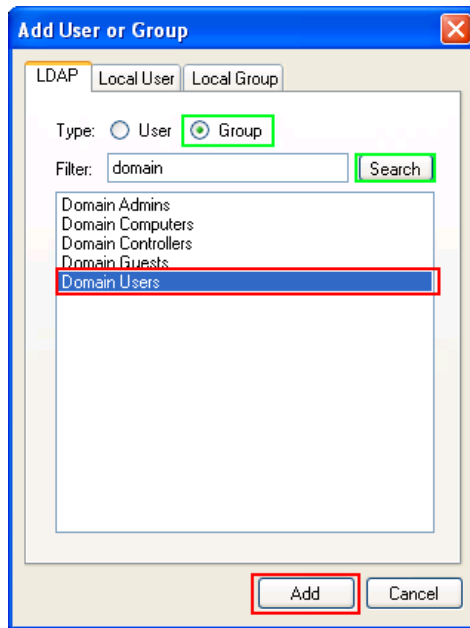 Add User or Group
LDAP Local User Local Group
Type: User Group
Filter: domain Search
Domain Admins
Domain Computers
Domain Controllers
Domain Guests
Domain Users
Add Cancel